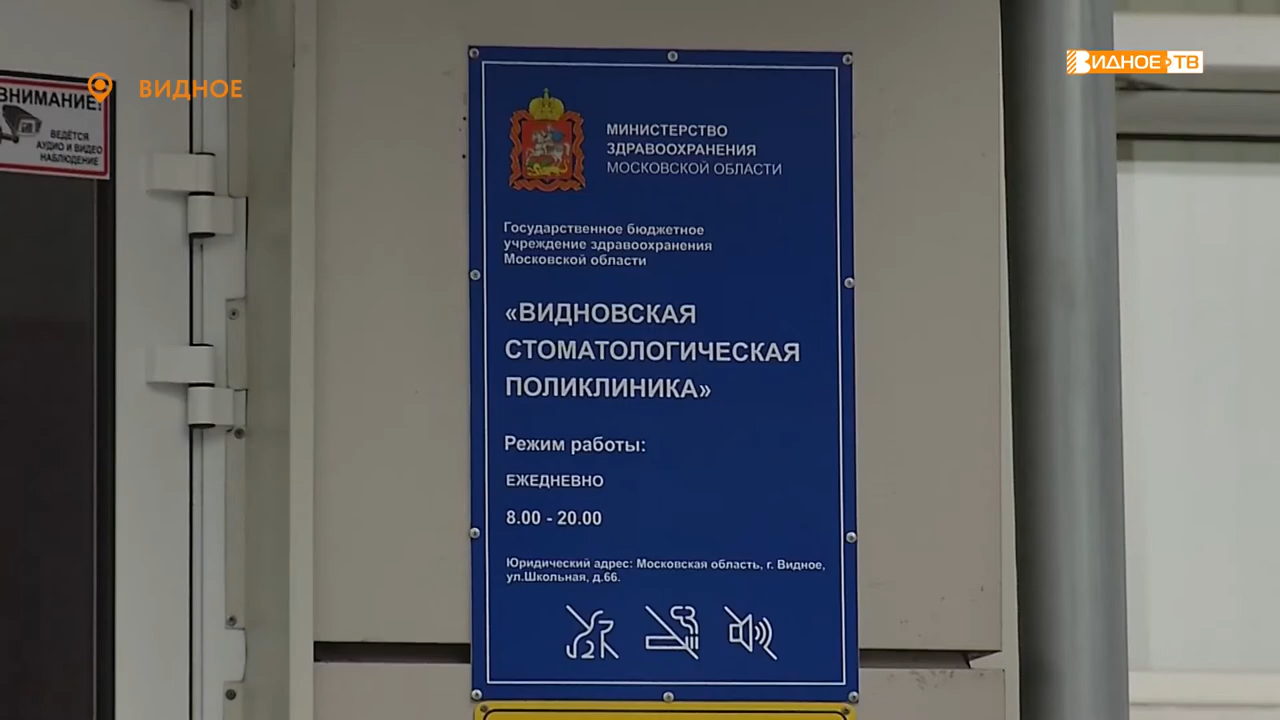 ВНИМАНИЕ!
ВЕДЁТСЯ
АУДИО И ВИДЕО
НАБЛЮДЕНИЕ
ВИДНОЕ
ВИДНОЕ ТВ
МИНИСТЕРСТВО
ЗДРАВООХРАНЕНИЯ
МОСКОВСКОЙ ОБЛАСТИ
Государственное бюджетное
учреждение здравоохранения
Московской области
«ВИДНОВСКАЯ
СТОМАТОЛОГИЧЕСКАЯ
ПОЛИКЛИНИКА»
Режим работы:
ЕЖЕДНЕВНО
8.00 - 20.00
Юридический адрес: Московская область, г. Видное,
ул.Школьная, д.66.